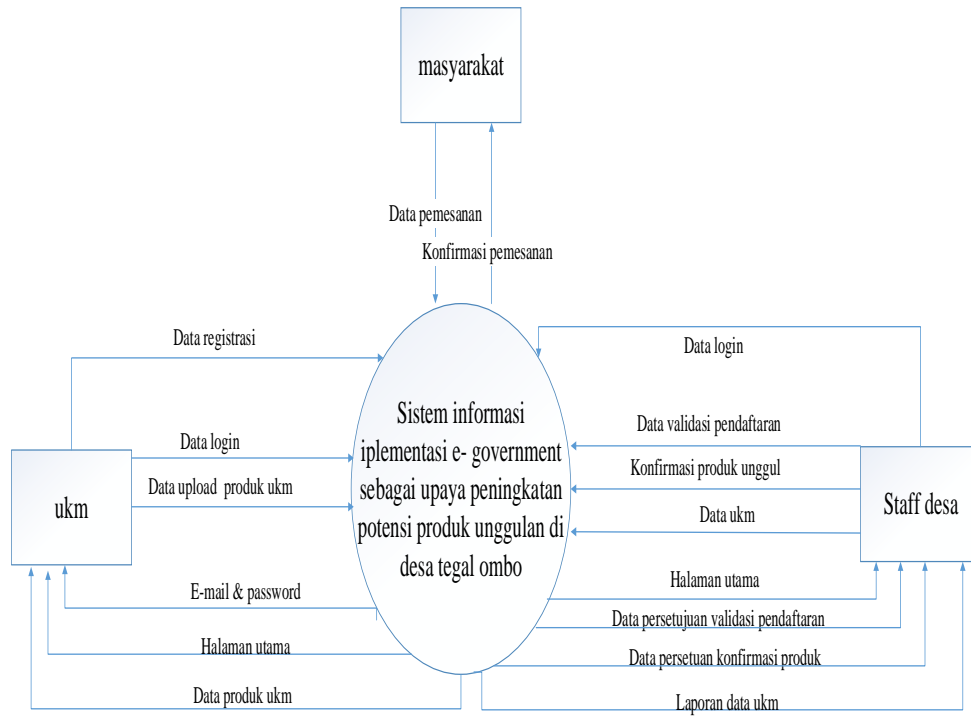 masyarakat
Data pemesanan
Konfirmasi pemesanan
Data registrasi
Data login
Data login
Data upload produk ukm
ukm
E-mail & password
Halaman utama
Data produk ukm
Sistem informasi
iplementasi e- government
sebagai upaya peningkatan
potensi produk unggulan di
desa tegal ombo
Data validasi pendaftaran
Konfirmasi produk unggul
Data ukm
Staff desa
Halaman utama
Data persetujuan validasi pendaftaran
Data persetuan konfirmasi produk
Laporan data ukm